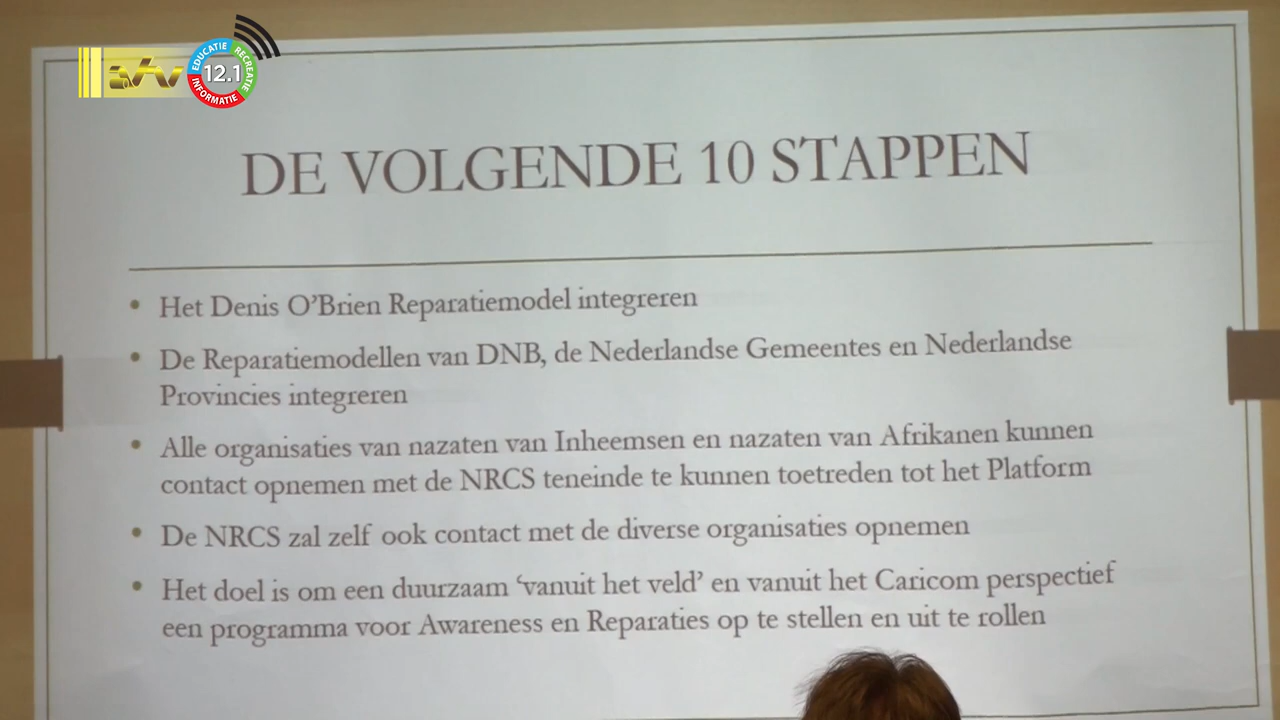 atv
EDUCATIE
RECREATIE
INFORMATIE
12.1
DE VOLGENDE 10 STAPPEN
• Het Denis O’Brien Reparatiemodel integreren
• De Reparatiemodellen van DNB, de Nederlandse Gemeentes en Nederlandse
Provincies integreren
• Alle organisaties van nazaten van Inheemsen en nazaten van Afrikanen kunnen
contact opnemen met de NRCS teneinde te kunnen toetreden tot het Platform
• De NRCS zal zelf ook contact met de diverse organisaties opnemen
• Het doel is om een duurzaam ‘vanuit het veld’ en vanuit het Caricom perspectief
een programma voor Awareness en Reparaties op te stellen en uit te rollen